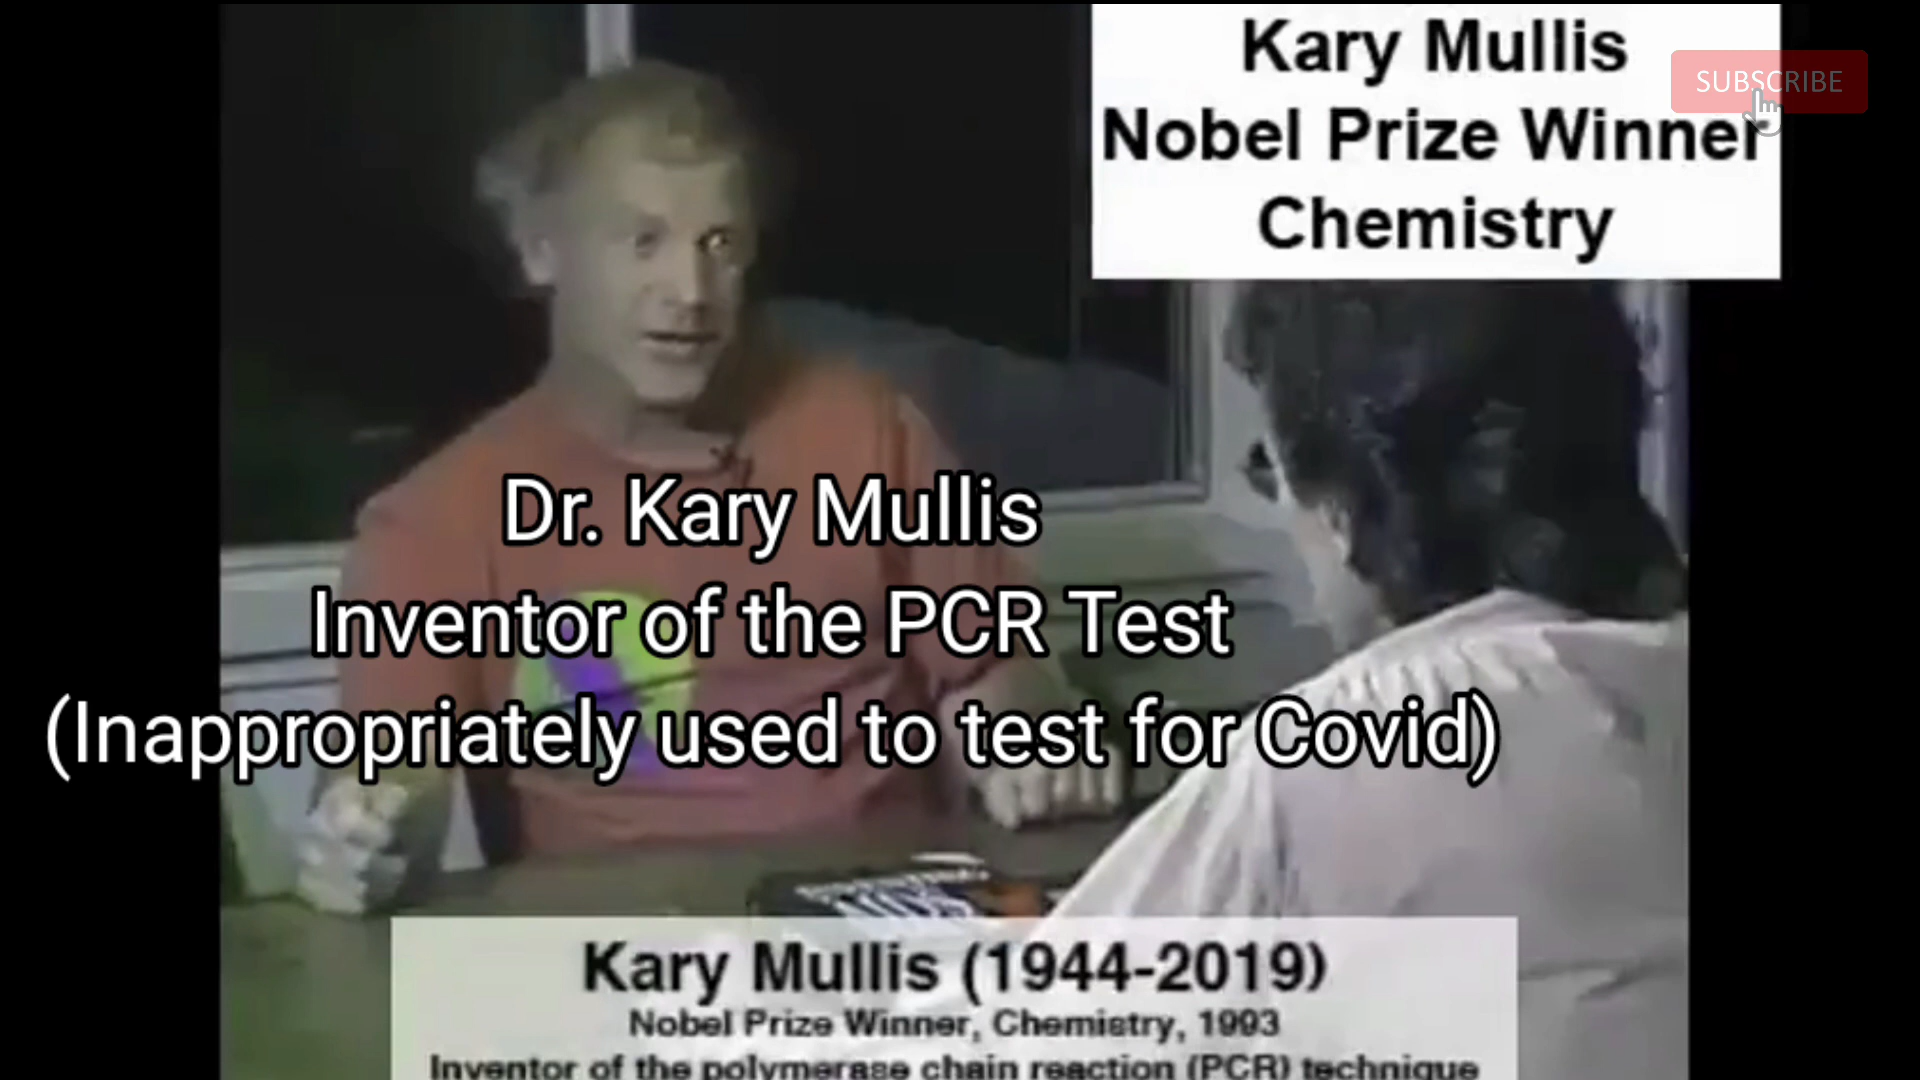 Kary Mullis
Nobel Prize Winner
Chemistry
SUBSCRIBE
Dr. Kary Mullis
Inventor of the PCR Test
(Inappropriately used to test for Covid)
Kary Mullis (1944-2019)
Nobel Prize Winner, Chemistry, 1993
Inventor of the polymerase chain reaction (PCR) technique